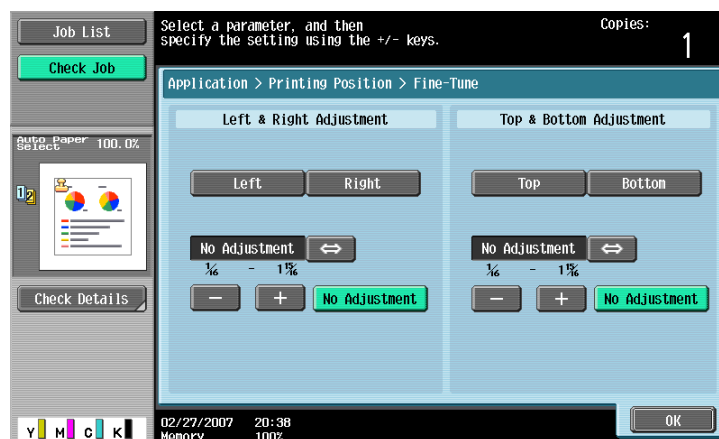 Job List
Check Job
Select a parameter, and then
specify the setting using the +/- keys.
Copies:
1
Application > Printing Position > Fine-Tune
Auto Paper
Select
100.0%
1 2
Check Details
Left & Right Adjustment
Left Right
No Adjustment ⇔
1/16 - 1 15/16
- + No Adjustment
Top & Bottom Adjustment
Top Bottom
No Adjustment ⇔
1/16 - 1 15/16
- + No Adjustment
Y M C K
02/27/2007 20:38
Memory 100%
OK